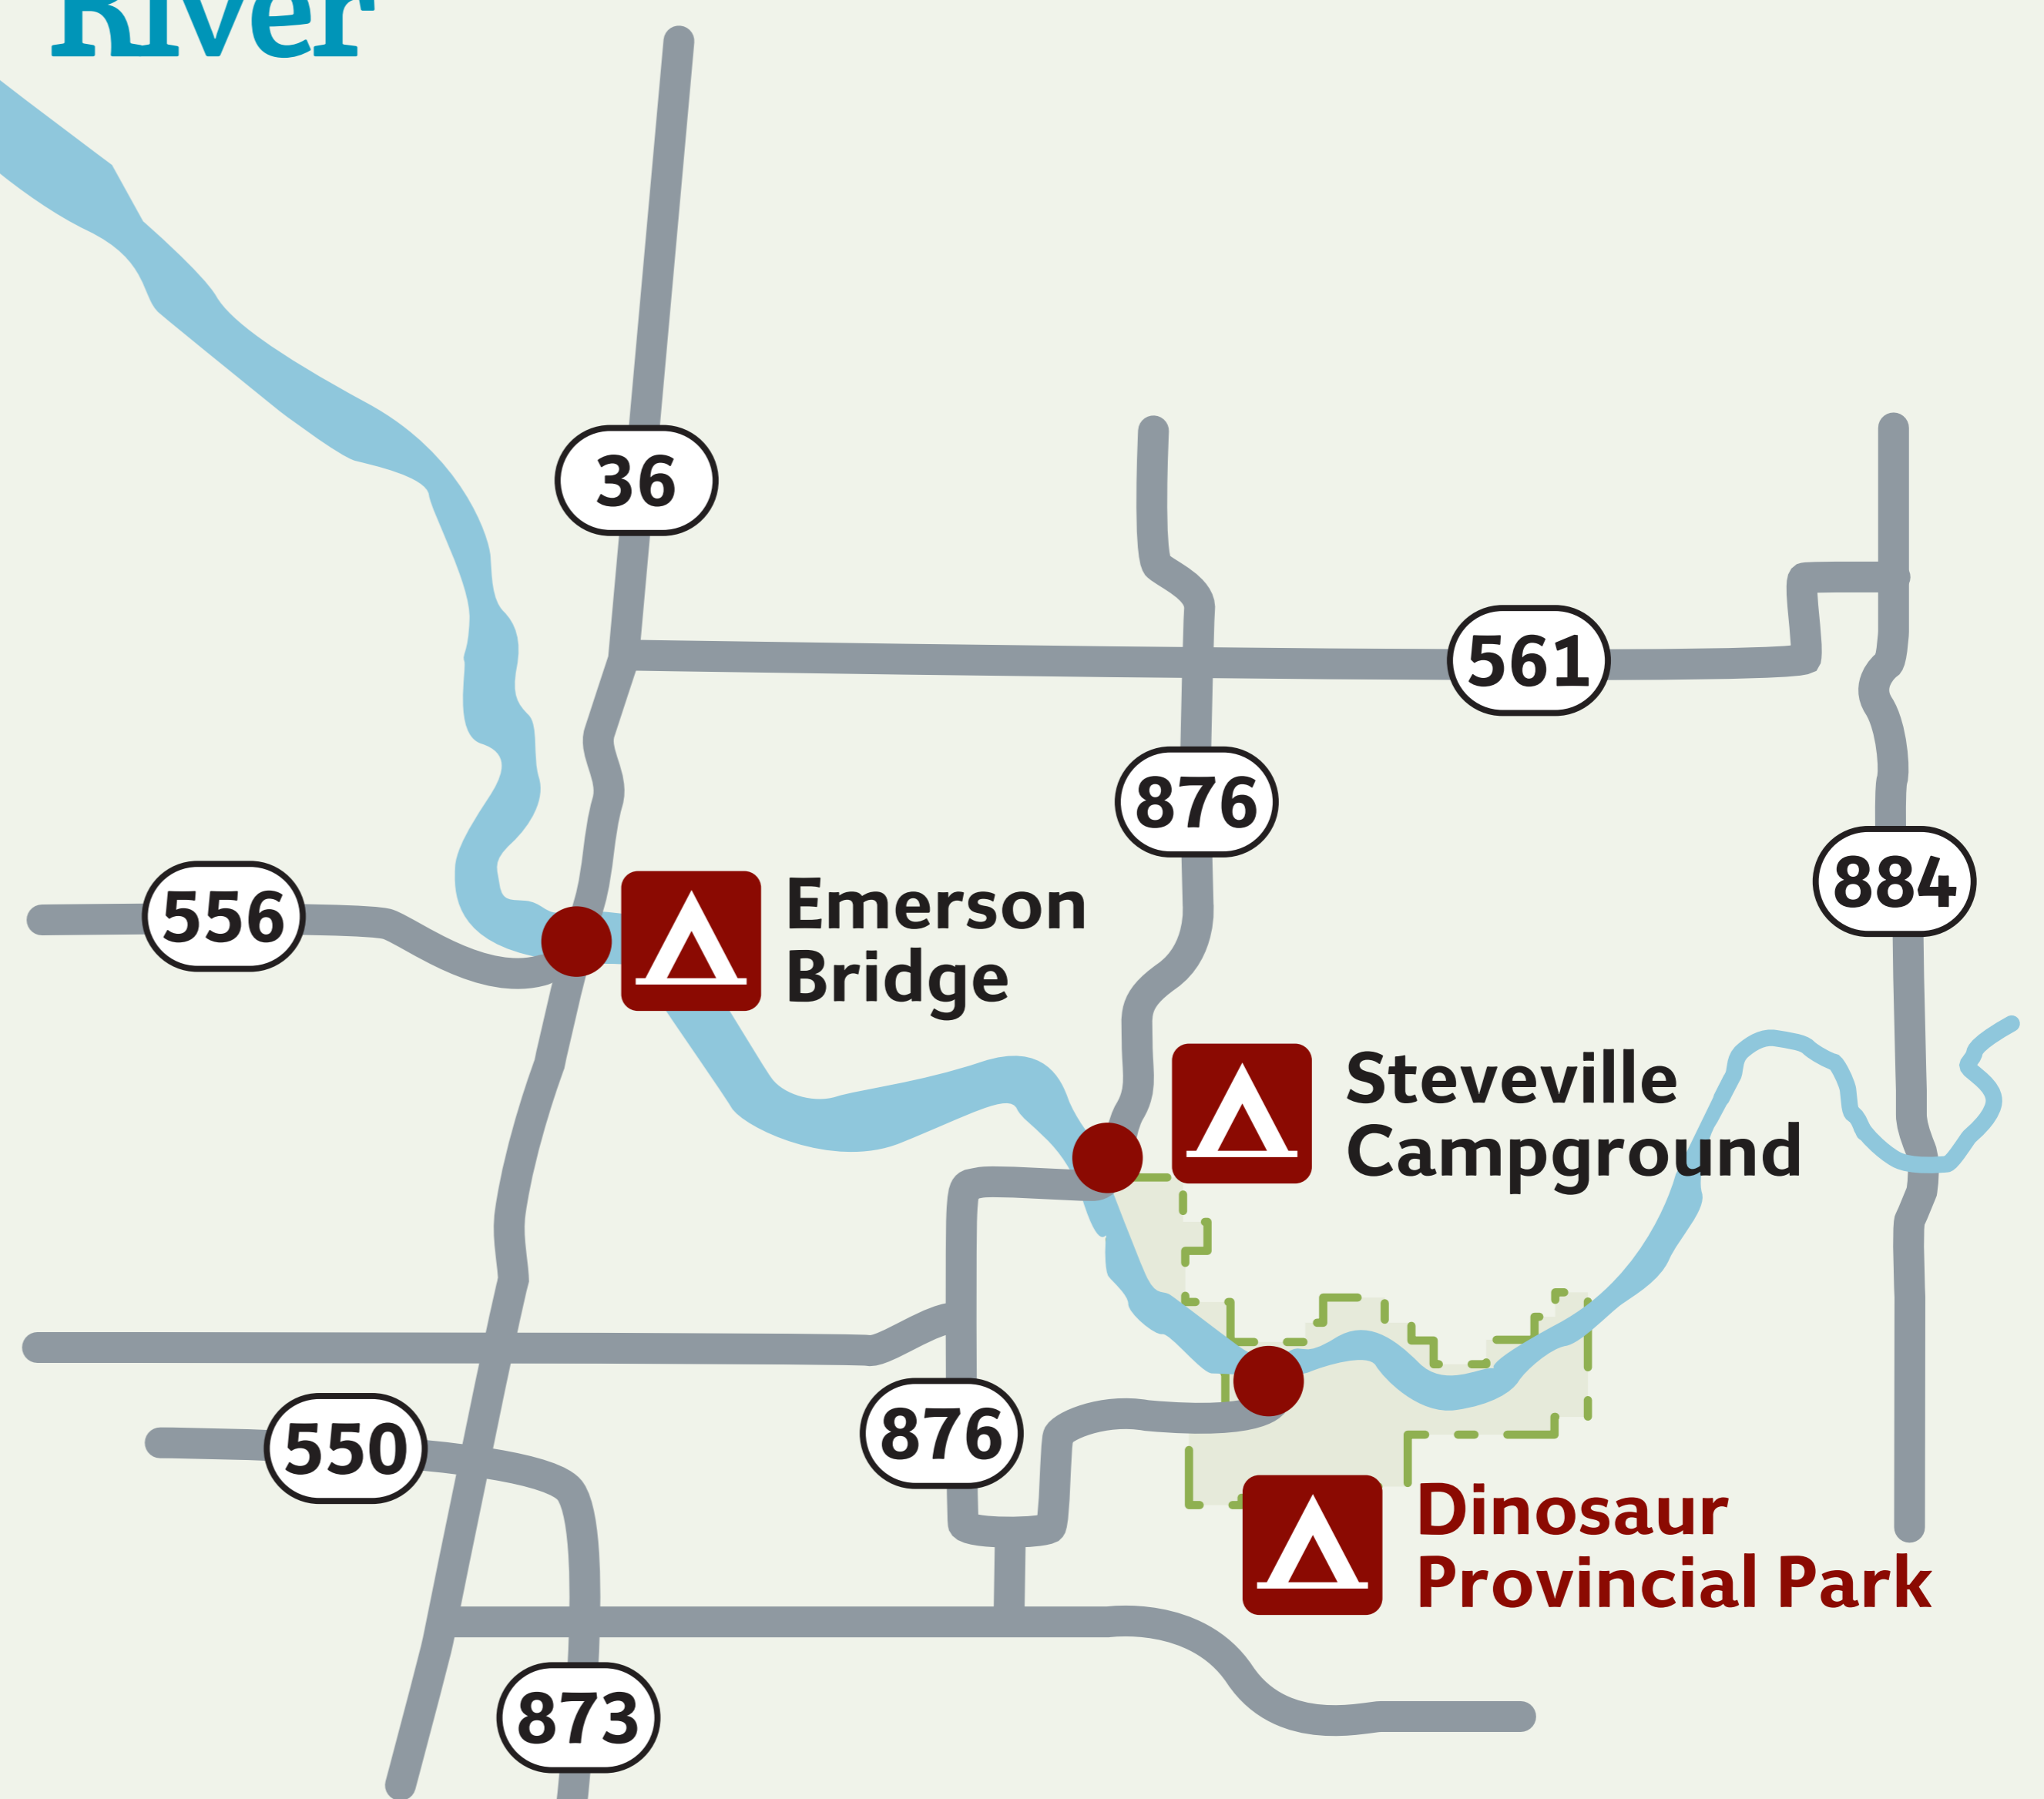 River
36
561
876
884
556
Emerson
Bridge
Steveville
Campground
550
876
Dinosaur
Provincial Park
873